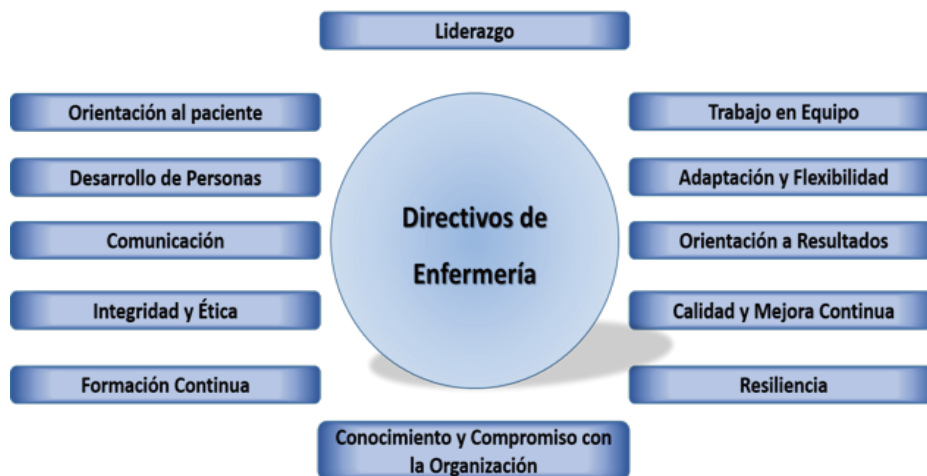 Liderazgo
Orientación al paciente
Trabajo en Equipo
Desarrollo de Personas
Adaptación y Flexibilidad
Directivos de
Enfermería
Comunicación
Orientación a Resultados
Integridad y Ética
Calidad y Mejora Continua
Formación Continua
Resiliencia
Conocimiento y Compromiso con
la Organización